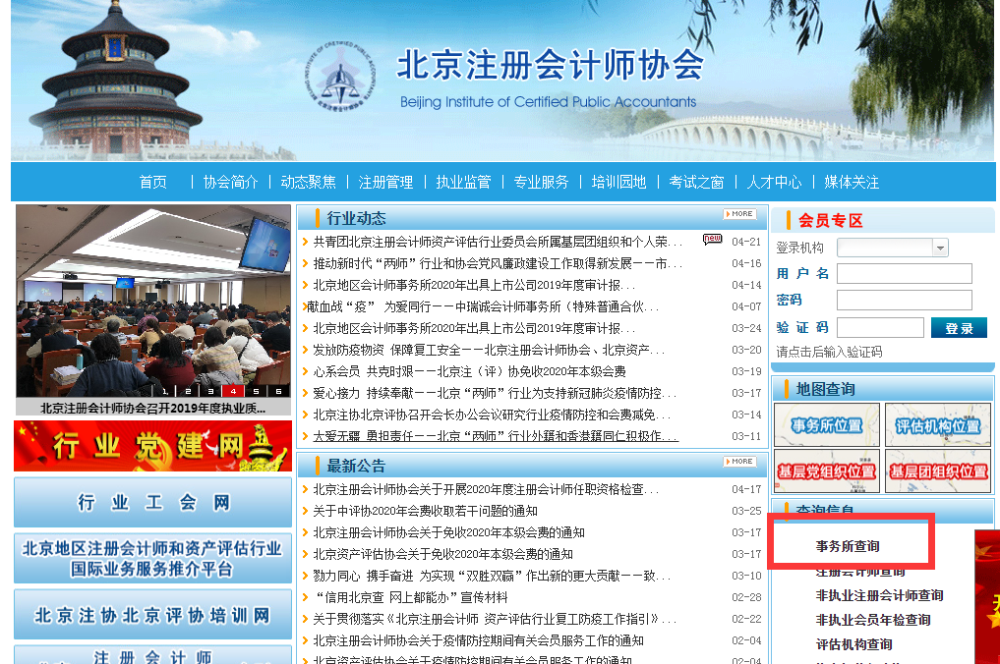 北京注册会计师协会
Beijing Institute of Certified Public Accountants
首页 | 协会简介 | 动态聚焦 | 注册管理 | 执业监管 | 专业服务 | 培训园地 | 考试之窗 | 人才中心 | 媒体关注
1 2 3 4 5 6
北京注册会计师协会召开2019年度执业质...
行业党建网
行业工会网
北京地区注册会计师和资产评估行业
国际业务服务推介平台
北京注协北京评协培训网
注册会计师
行业动态 MORE
共青团北京注册会计师资产评估行业委员会所属基层团组织和个人荣... new 04-21
推动新时代“两师”行业和协会党风廉政建设工作取得新发展——市... 04-16
北京地区会计师事务所2020年出具上市公司2019年度审计报... 04-14
献血战“疫” 为爱同行——中瑞诚会计师事务所（特殊普通合伙... 04-07
北京地区会计师事务所2020年出具上市公司2019年度审计报... 03-24
发放防疫物资 保障复工安全——北京注册会计师协会、北京资产... 03-20
心系会员 共克时艰——北京注（评）协免收2020年本级会费 03-19
爱心接力 持续奉献——北京“两师”行业为支持新冠肺炎疫情防控... 03-17
北京注协北京评协召开会长办公会议研究行业疫情防控和会费减免... 03-14
大爱无疆 勇担责任——北京“两师”行业外籍和香港籍同仁积极作... 03-11
最新公告 MORE
北京注册会计师协会关于开展2020年度注册会计师任职资格检查... 04-17
关于中评协2020年会费收取若干问题的通知 03-25
北京注册会计师协会关于免收2020年本级会费的通知 03-17
北京资产评估协会关于免收2020年本级会费的通知 03-17
勠力同心 携手奋进 为实现“双胜双赢”作出新的更大贡献——致... 03-10
“信用北京查 网上都能办”宣传材料 02-28
关于贯彻落实《北京注册会计师 资产评估行业复工防疫工作指引》... 02-22
北京注册会计师协会关于疫情防控期间有关会员服务工作的通知 02-04
北京资产评估协会关于疫情防控期间有关会员服务工作的通知 02-04
会员专区
登录机构
用 户 名
密码
验 证 码 登录
请点击后输入验证码
地图查询
事务所位置 评估机构位置
基层党组织位置 基层团组织位置
查询信息
事务所查询
注册会计师查询
非执业注册会计师查询
非执业会员年检查询
评估机构查询